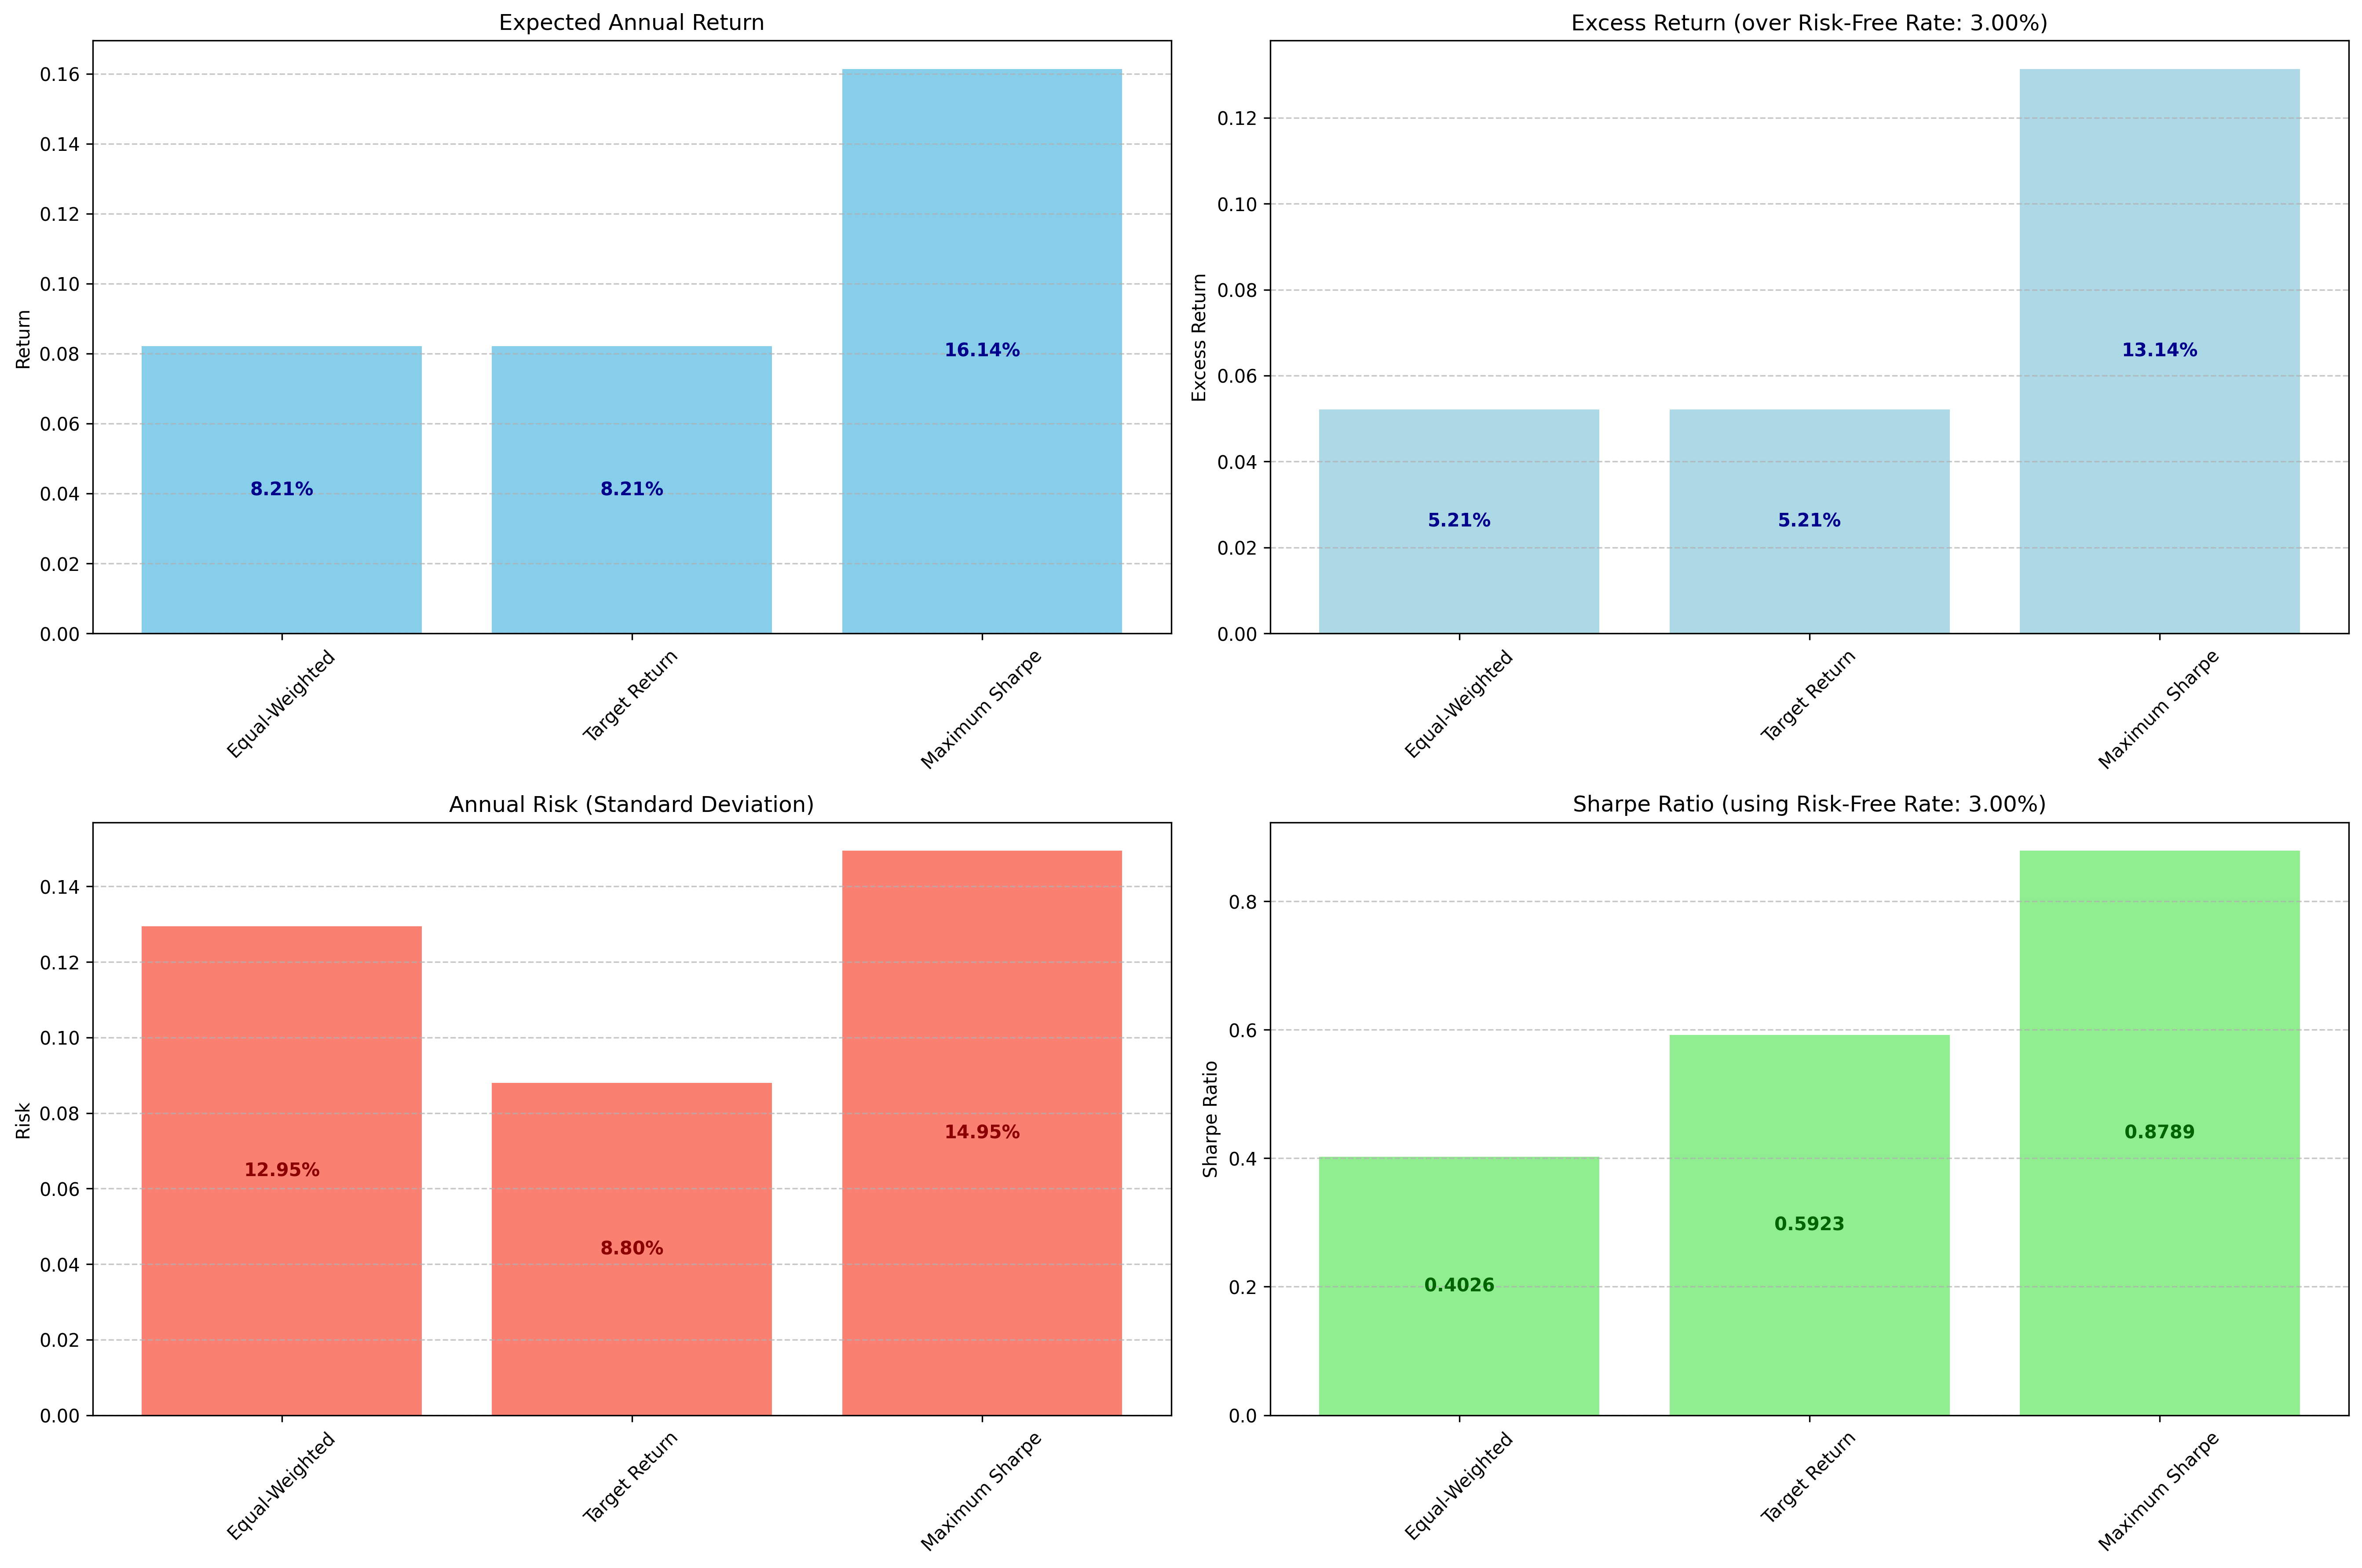 Expected Annual Return
Return
0.16
0.14
0.12
0.10
0.08
0.06
0.04
0.02
0.00
8.21%
8.21%
16.14%
Equal-Weighted
Target Return
Maximum Sharpe
Excess Return (over Risk-Free Rate: 3.00%)
Excess Return
0.12
0.10
0.08
0.06
0.04
0.02
0.00
5.21%
5.21%
13.14%
Equal-Weighted
Target Return
Maximum Sharpe
Annual Risk (Standard Deviation)
Risk
0.14
0.12
0.10
0.08
0.06
0.04
0.02
0.00
12.95%
8.80%
14.95%
Equal-Weighted
Target Return
Maximum Sharpe
Sharpe Ratio (using Risk-Free Rate: 3.00%)
Sharpe Ratio
0.8
0.6
0.4
0.2
0.0
0.4026
0.5923
0.8789
Equal-Weighted
Target Return
Maximum Sharpe